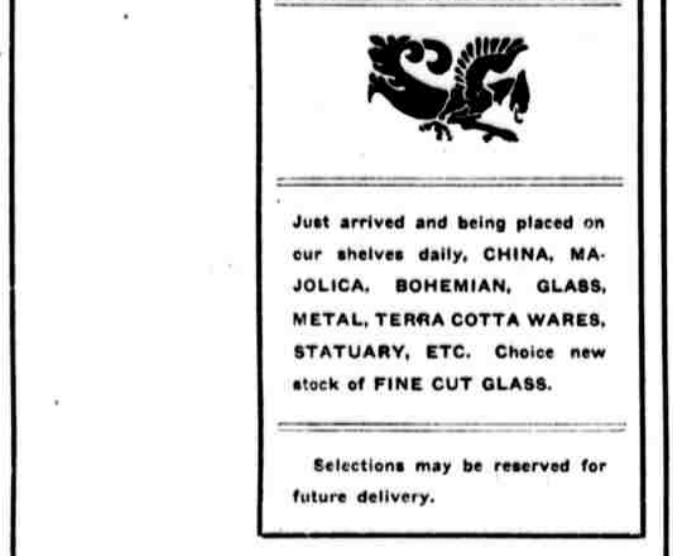 Just arrived and being placed on
our shelves daily, CHINA, MA-
JOLICA, BOHEMIAN, GLASS,
METAL, TERRA COTTA WARES,
STATUARY, ETC. Choice new
stock of FINE CUT GLASS.
Selections may be reserved for
future delivery.